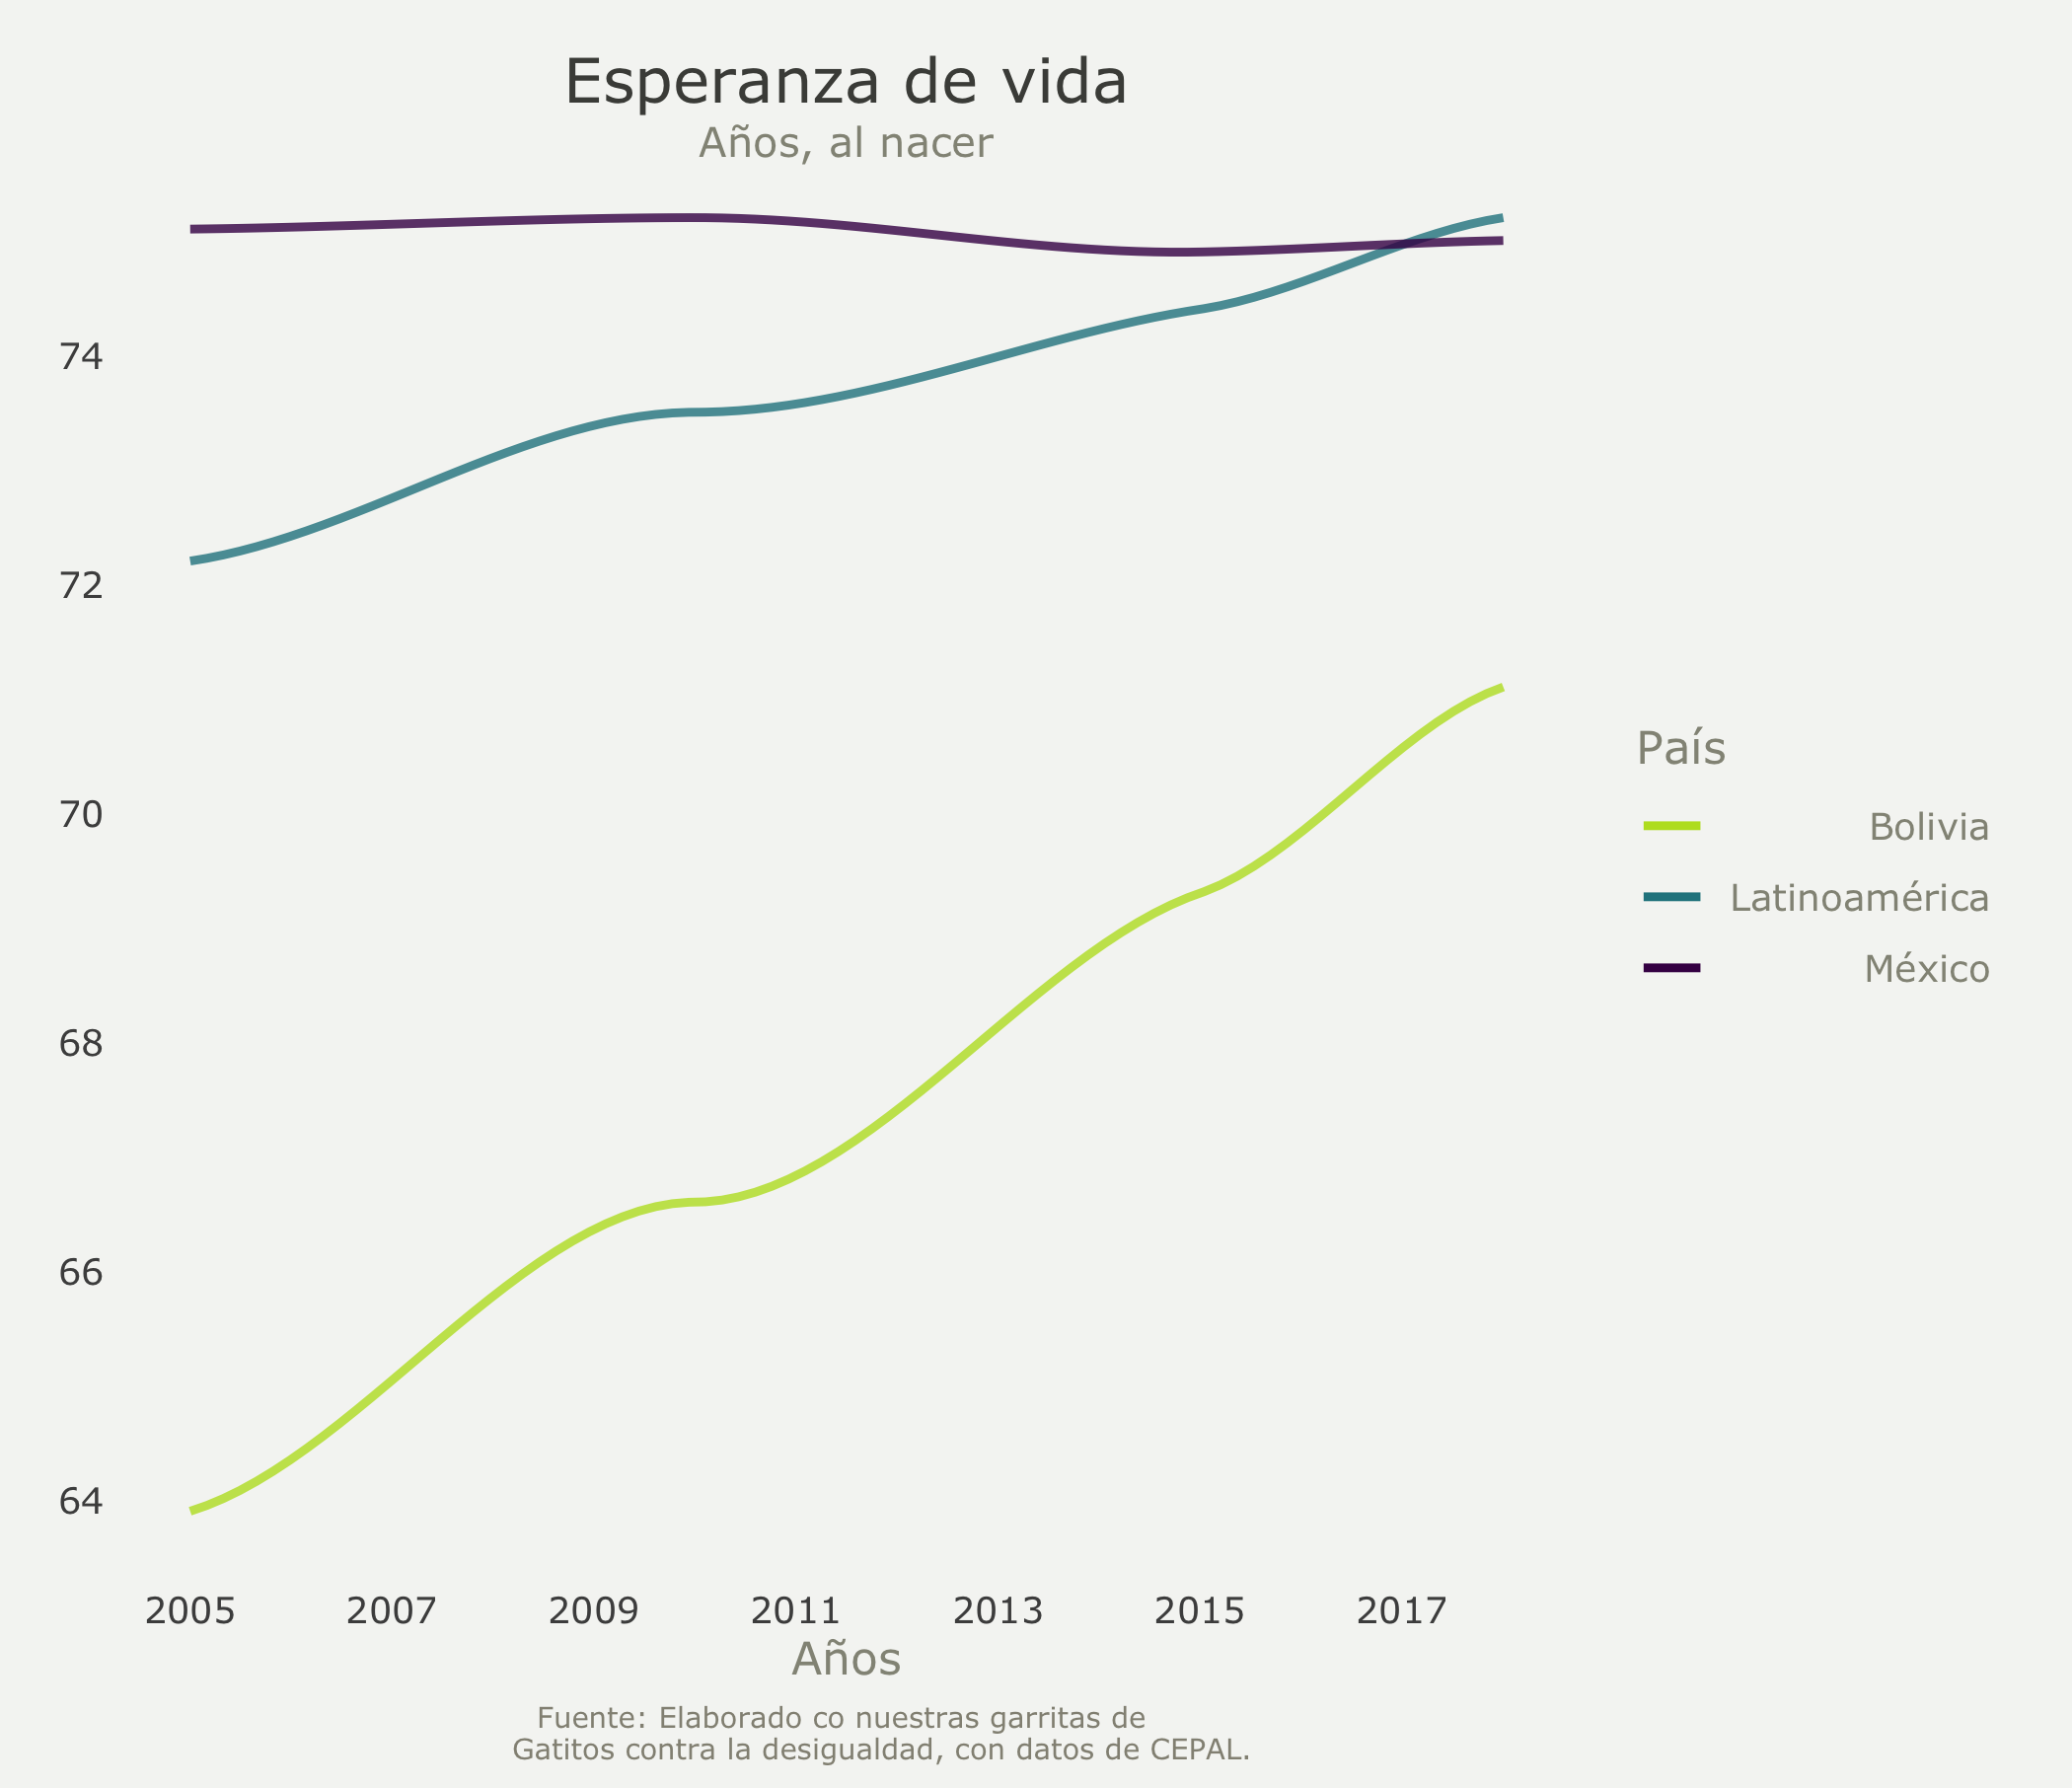 Esperanza de vida
Años, al nacer
74
72
70
68
66
64
País
Bolivia
Latinoamérica
México
2005 2007 2009 2011 2013 2015 2017
Años
Fuente: Elaborado co nuestras garritas de
Gatitos contra la desigualdad, con datos de CEPAL.